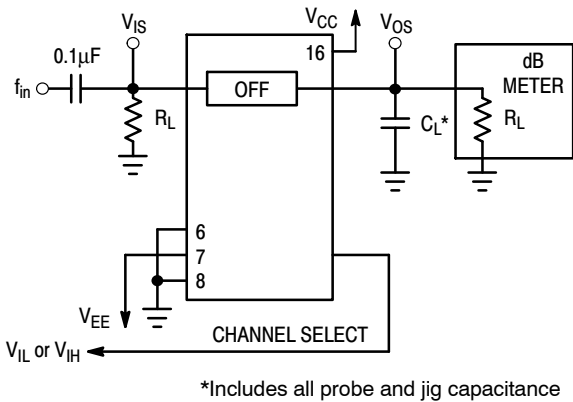 V_IS
V_CC
V_OS
0.1μF
16
dB
METER
f_in
OFF
R_L
C_L*
R_L
6
7
8
V_EE
CHANNEL SELECT
V_IL or V_IH
*Includes all probe and jig capacitance